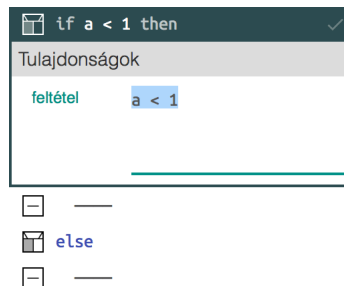 if a < 1 then
Tulajdonságok
feltétel a < 1
else